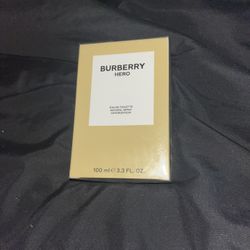 BURBERRY
HERO
EAU DE TOILETTE
NATURAL SPRAY
VAPORISATEUR
100 ml ℮ 3.3 FL. OZ.